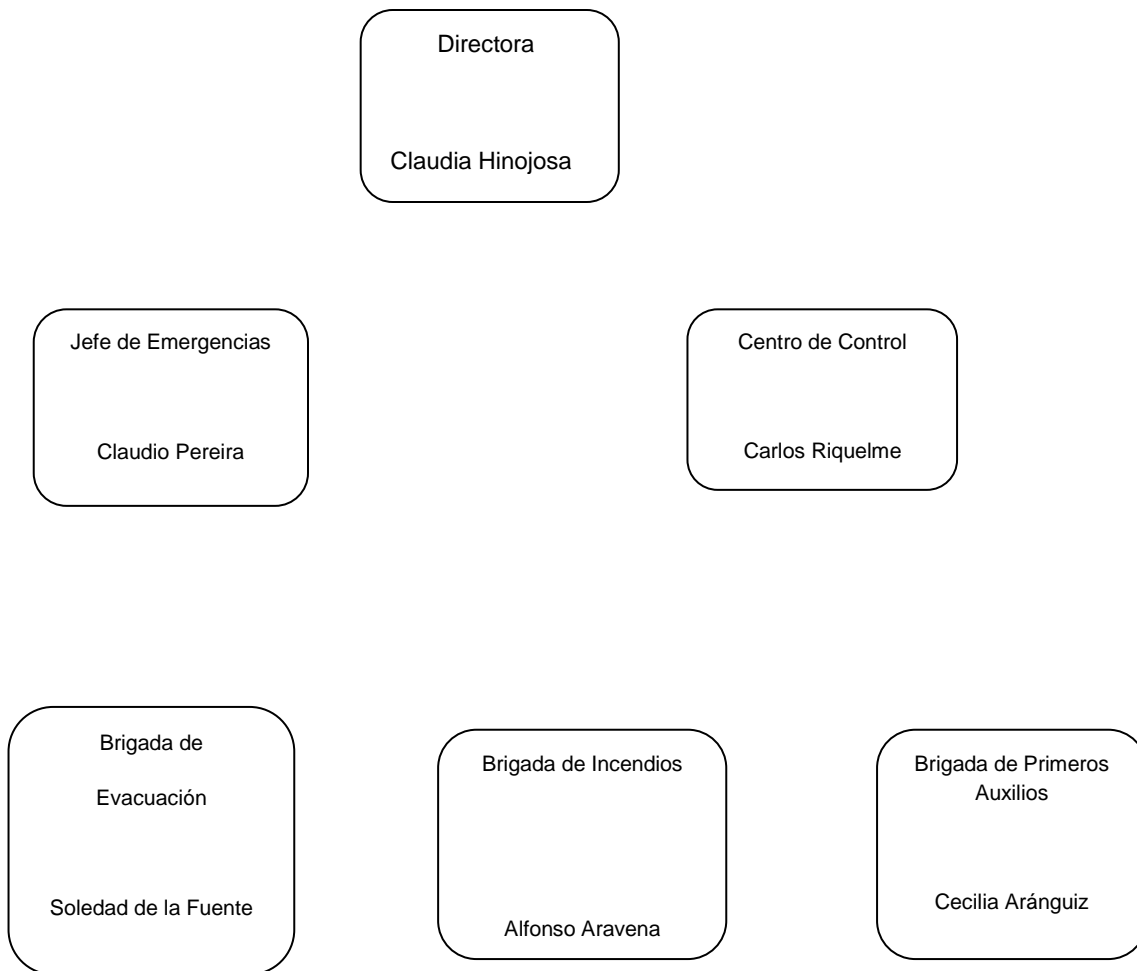 Directora
Claudia Hinojosa
Jefe de Emergencias
Claudio Pereira
Centro de Control
Carlos Riquelme
Brigada de
Evacuación
Soledad de la Fuente
Brigada de Incendios
Alfonso Aravena
Brigada de Primeros
Auxilios
Cecilia Aránguiz